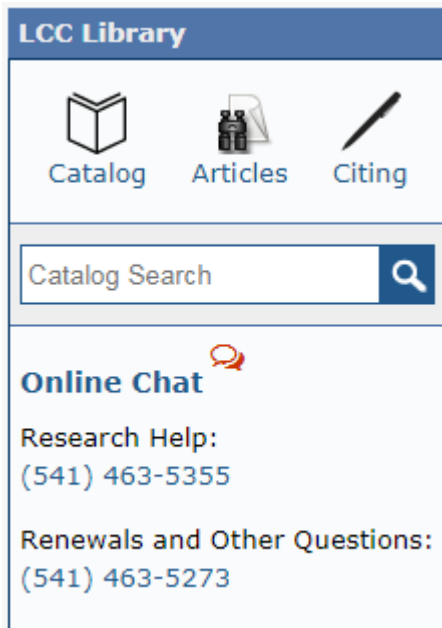 LCC Library
Catalog Articles Citing
Catalog Search
Online Chat
Research Help:
(541) 463-5355
Renewals and Other Questions:
(541) 463-5273